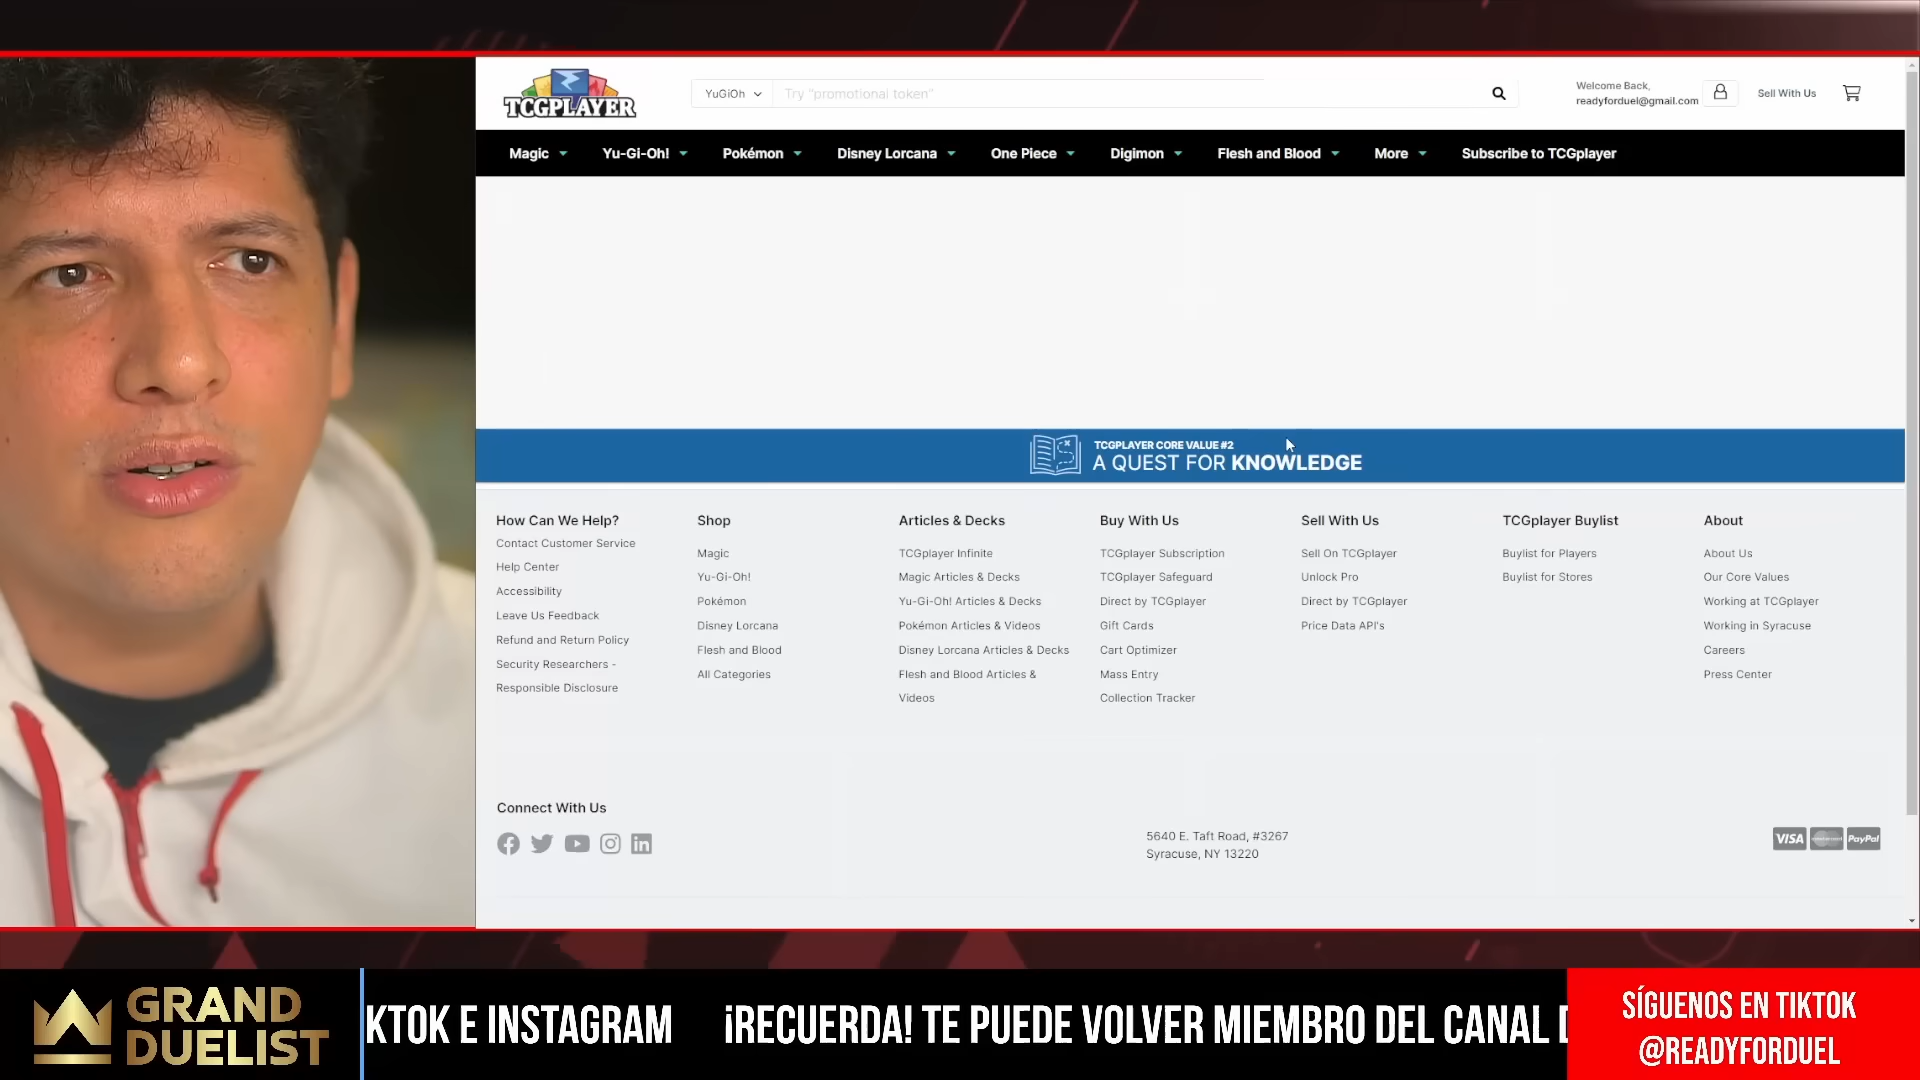 TCGPLAYER
YuGiOh
Try "promotional token"
Welcome Back,
readyforduel@gmail.com
Sell With Us
Magic
Yu-Gi-Oh!
Pokémon
Disney Lorcana
One Piece
Digimon
Flesh and Blood
More
Subscribe to TCGplayer
TCGPLAYER CORE VALUE #2
A QUEST FOR KNOWLEDGE
How Can We Help?
Contact Customer Service
Help Center
Accessibility
Leave Us Feedback
Refund and Return Policy
Security Researchers -
Responsible Disclosure
Shop
Magic
Yu-Gi-Oh!
Pokémon
Disney Lorcana
Flesh and Blood
All Categories
Articles & Decks
TCGplayer Infinite
Magic Articles & Decks
Yu-Gi-Oh! Articles & Decks
Pokémon Articles & Videos
Disney Lorcana Articles & Decks
Flesh and Blood Articles &
Videos
Buy With Us
TCGplayer Subscription
TCGplayer Safeguard
Direct by TCGplayer
Gift Cards
Cart Optimizer
Mass Entry
Collection Tracker
Sell With Us
Sell On TCGplayer
Unlock Pro
Direct by TCGplayer
Price Data API's
TCGplayer Buylist
Buylist for Players
Buylist for Stores
About
About Us
Our Core Values
Working at TCGplayer
Working in Syracuse
Careers
Press Center
Connect With Us
5640 E. Taft Road, #3267
Syracuse, NY 13220
VISA
PayPal
GRAND
DUELIST
KTOK E INSTAGRAM
¡RECUERDA! TE PUEDE VOLVER MIEMBRO DEL CANAL D
SÍGUENOS EN TIKTOK
@READYFORDUEL